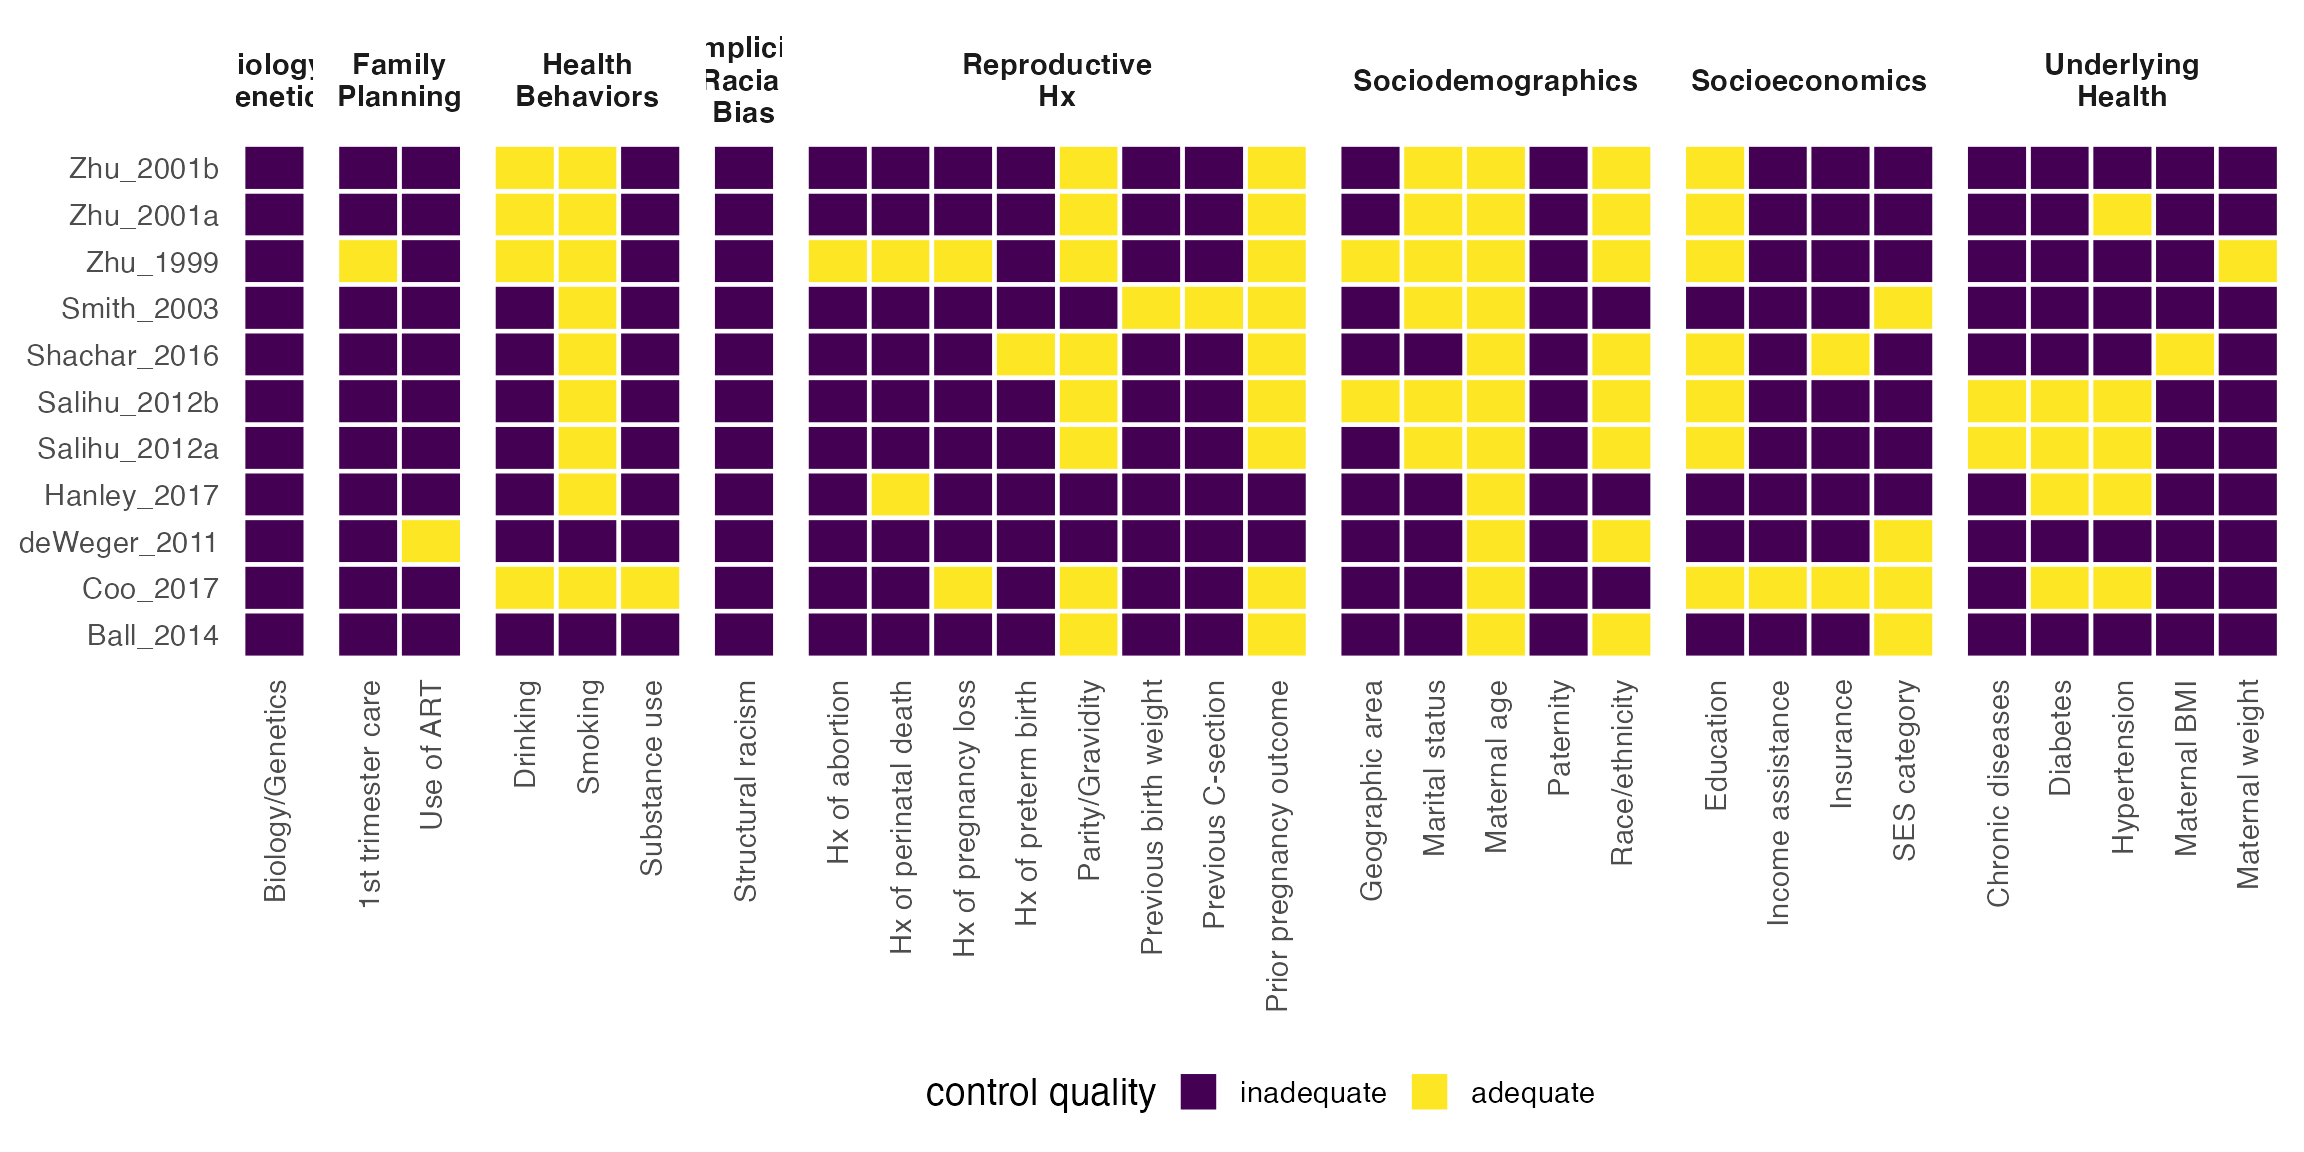 iology
enetic
Family
Planning
Health
Behaviors
mplici
Racia
Bias
Reproductive
Hx
Sociodemographics
Socioeconomics
Underlying
Health
Zhu_2001b
Zhu_2001a
Zhu_1999
Smith_2003
Shachar_2016
Salihu_2012b
Salihu_2012a
Hanley_2017
deWeger_2011
Coo_2017
Ball_2014
Biology/Genetics
1st trimester care
Use of ART
Drinking
Smoking
Substance use
Structural racism
Hx of abortion
Hx of perinatal death
Hx of pregnancy loss
Hx of preterm birth
Parity/Gravidity
Previous birth weight
Previous C-section
Prior pregnancy outcome
Geographic area
Marital status
Maternal age
Paternity
Race/ethnicity
Education
Income assistance
Insurance
SES category
Chronic diseases
Diabetes
Hypertension
Maternal BMI
Maternal weight
control quality
inadequate
adequate